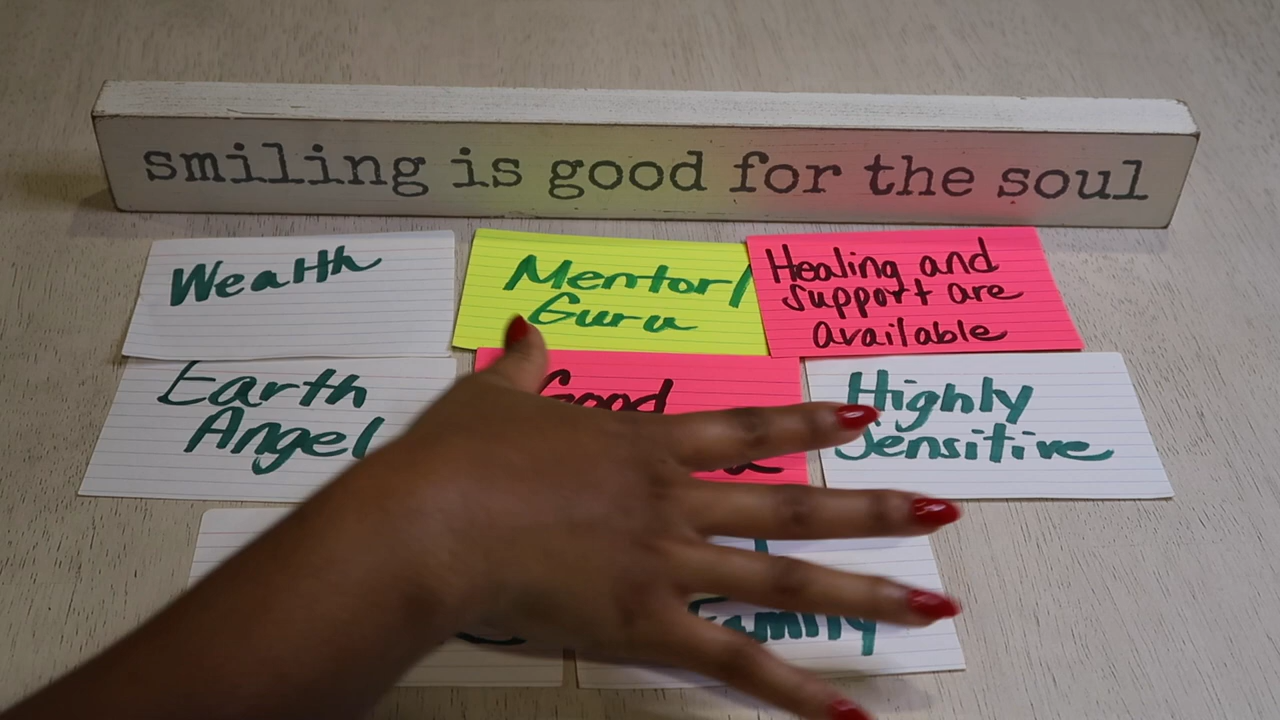 smiling is good for the soul
Wealth
Mentor/
Guru
Healing and
support are
available
Earth
Angel
Good
Highly
Sensitive
Family